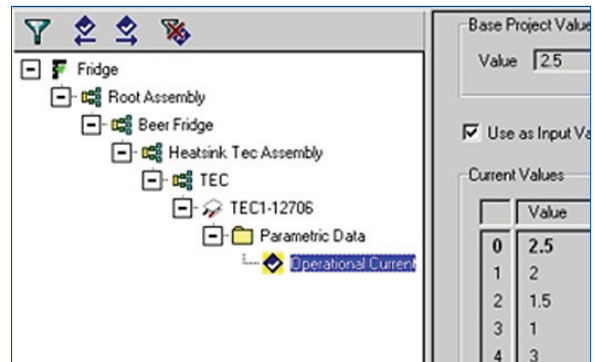 Fridge
Root Assembly
Beer Fridge
Heatsink Tec Assembly
TEC
TEC1-12706
Parametric Data
Operational Current
Base Project Value
Value 2.5
Use as Input Va
Current Values
Value
0 2.5
1 2
2 1.5
3 1
4 3